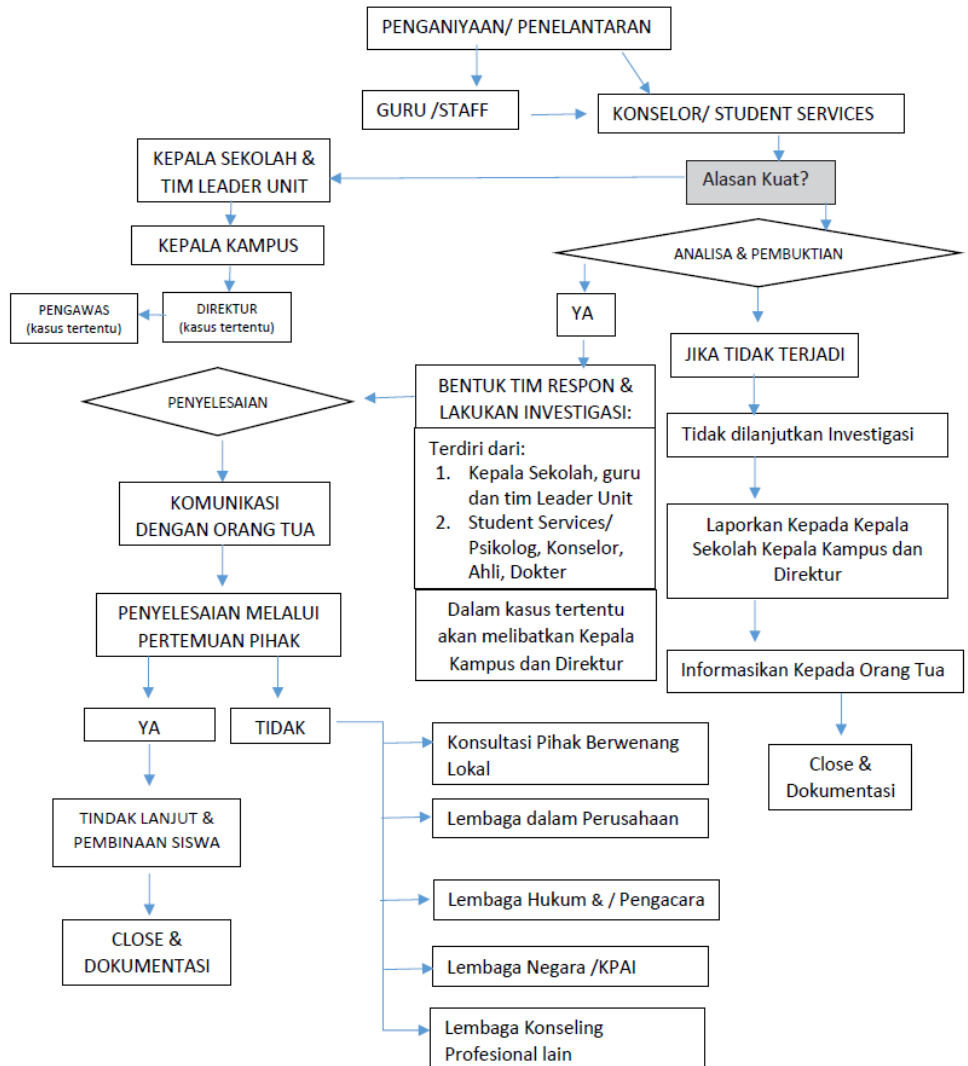 PENGANIYAAN/ PENELANTARAN
GURU /STAFF
KONSELOR/ STUDENT SERVICES
KEPALA SEKOLAH &
TIM LEADER UNIT
Alasan Kuat?
KEPALA KAMPUS
ANALISA & PEMBUKTIAN
PENGAWAS
(kasus tertentu)
DIREKTUR
(kasus tertentu)
YA
JIKA TIDAK TERJADI
PENYELESAIAN
BENTUK TIM RESPON &
LAKUKAN INVESTIGASI:
Terdiri dari:
1. Kepala Sekolah, guru
dan tim Leader Unit
2. Student Services/
Psikolog, Konselor,
Ahli, Dokter
Dalam kasus tertentu
akan melibatkan Kepala
Kampus dan Direktur
Tidak dilanjutkan Investigasi
Laporkan Kepada Kepala
Sekolah Kepala Kampus dan
Direktur
Informasikan Kepada Orang Tua
Close &
Dokumentasi
KOMUNIKASI
DENGAN ORANG TUA
PENYELESAIAN MELALUI
PERTEMUAN PIHAK
YA
TIDAK
TINDAK LANJUT &
PEMBINAAN SISWA
CLOSE &
DOKUMENTASI
Konsultasi Pihak Berwenang
Lokal
Lembaga dalam Perusahaan
Lembaga Hukum & / Pengacara
Lembaga Negara /KPAI
Lembaga Konseling
Profesional lain